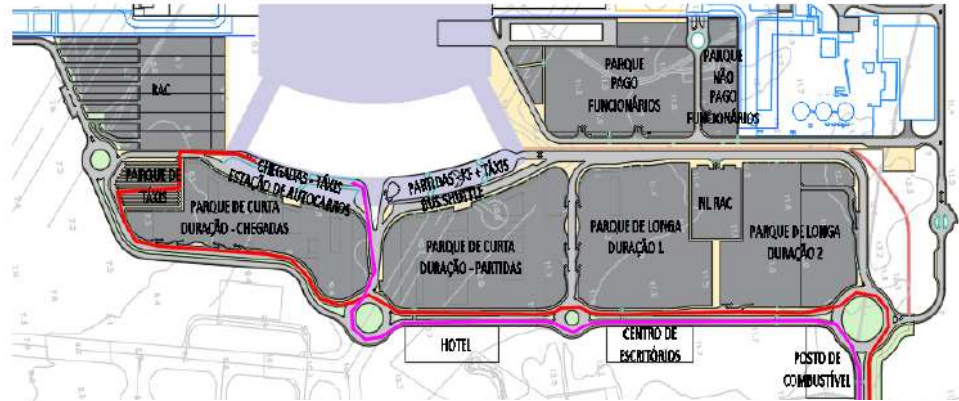 RAC
PARQUE
PAGO
FUNCIONÁRIOS
PARQUE
NÃO
PAGO
FUNCIONÁRIOS
CHEGADAS - TÁXIS
ESTAÇÃO DE AUTOCARROS
PARTIDAS
+ TÁXIS
BUS SHUTTLE
PARQUE DE
TÁXIS
PARQUE DE CURTA
DURAÇÃO - CHEGADAS
PARQUE DE CURTA
DURAÇÃO - PARTIDAS
PARQUE DE LONGA
DURAÇÃO 1
RAC
PARQUE DE LONGA
DURAÇÃO 2
HOTEL
CENTRO DE
ESCRITÓRIOS
POSTO DE
COMBUSTÍVEL